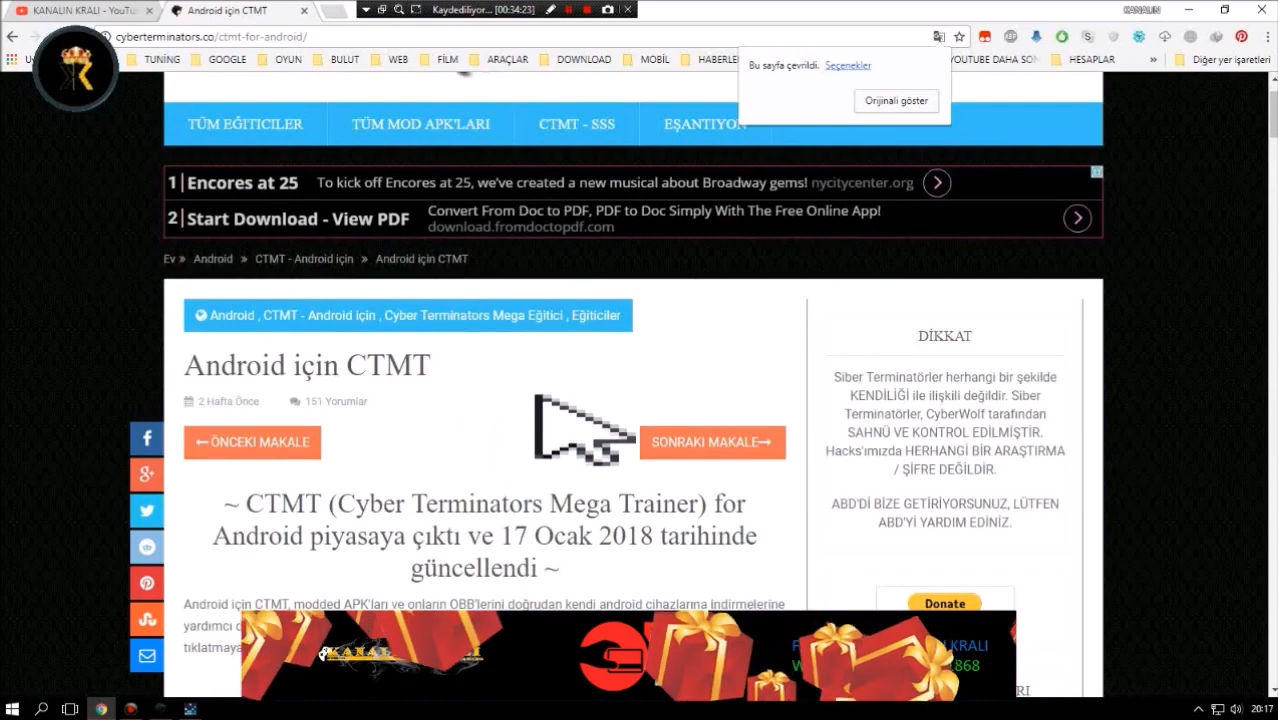 KANALIN KRALI - YouTu
Android için CTMT
Kaydediliyor... [00:34:23]
KANALIN
cyberterminators.co/ctmt-for-android/
TUNİNG
GOOGLE
OYUN
BULUT
WEB
FİLM
ARAÇLAR
DOWNLOAD
MOBİL
HABERLE
YOUTUBE DAHA SON
HESAPLAR
»
Diğer yer işaretleri
Bu sayfa çevrildi. Seçenekler
Orijinali göster
TÜM EĞITICILER
TÜM MOD APK'LARI
CTMT - SSS
EŞANTIYON
1 Encores at 25 To kick off Encores at 25, we've created a new musical about Broadway gems! nycitycenter.org
2 Start Download - View PDF Convert From Doc to PDF, PDF to Doc Simply With The Free Online App!
download.fromdoctopdf.com
Ev » Android » CTMT - Android için » Android için CTMT
Android , CTMT - Android için , Cyber Terminators Mega Eğitici , Eğiticiler
Android için CTMT
2 Hafta Önce 151 Yorumlar
ÖNCEKI MAKALE
SONRAKI MAKALE
~ CTMT (Cyber Terminators Mega Trainer) for
Android piyasaya çıktı ve 17 Ocak 2018 tarihinde
güncellendi ~
Android için CTMT, modded APK'ları ve onların OBB'lerini doğrudan kendi android cihazlarına indirmelerine
yardımcı
tıklatmaya
DİKKAT
Siber Terminatörler herhangi bir şekilde
KENDİLİĞİ ile ilişkili değildir. Siber
Terminatörler, CyberWolf tarafından
SAHNÜ VE KONTROL EDİLMİŞTİR.
Hacks'ımızda HERHANGİ BİR ARAŞTIRMA
/ ŞİFRE DEĞİLDİR.
ABD'Dİ BİZE GETİRİYORSUNUZ, LÜTFEN
ABD'Yİ YARDIM EDİNİZ.
Donate
KRALI
868
20:17